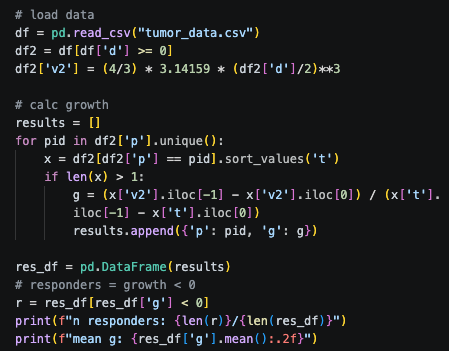 # load data
df = pd.read_csv("tumor_data.csv")
df2 = df[df['d'] >= 0]
df2['v2'] = (4/3) * 3.14159 * (df2['d']/2)**3

# calc growth
results = []
for pid in df2['p'].unique():
    x = df2[df2['p'] == pid].sort_values('t')
    if len(x) > 1:
        g = (x['v2'].iloc[-1] - x['v2'].iloc[0]) / (x['t'].
        iloc[-1] - x['t'].iloc[0])
        results.append({'p': pid, 'g': g})

res_df = pd.DataFrame(results)
# responders = growth < 0
r = res_df[res_df['g'] < 0]
print(f"n responders: {len(r)}/{len(res_df)}")
print(f"mean g: {res_df['g'].mean():.2f}")